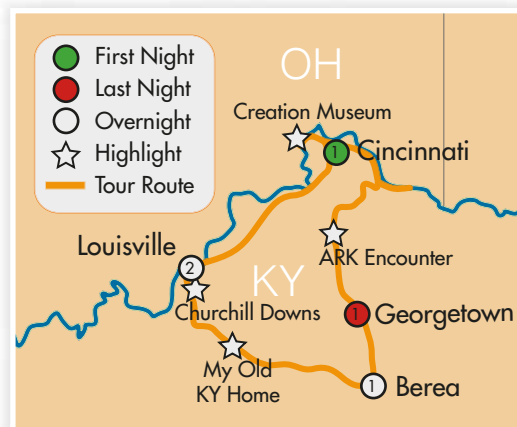 First Night
Last Night
Overnight
Highlight
Tour Route
OH
Creation Museum
1
Cincinnati
Louisville
2
ARK Encounter
KY
Churchill Downs
1
Georgetown
My Old
KY Home
1
Berea